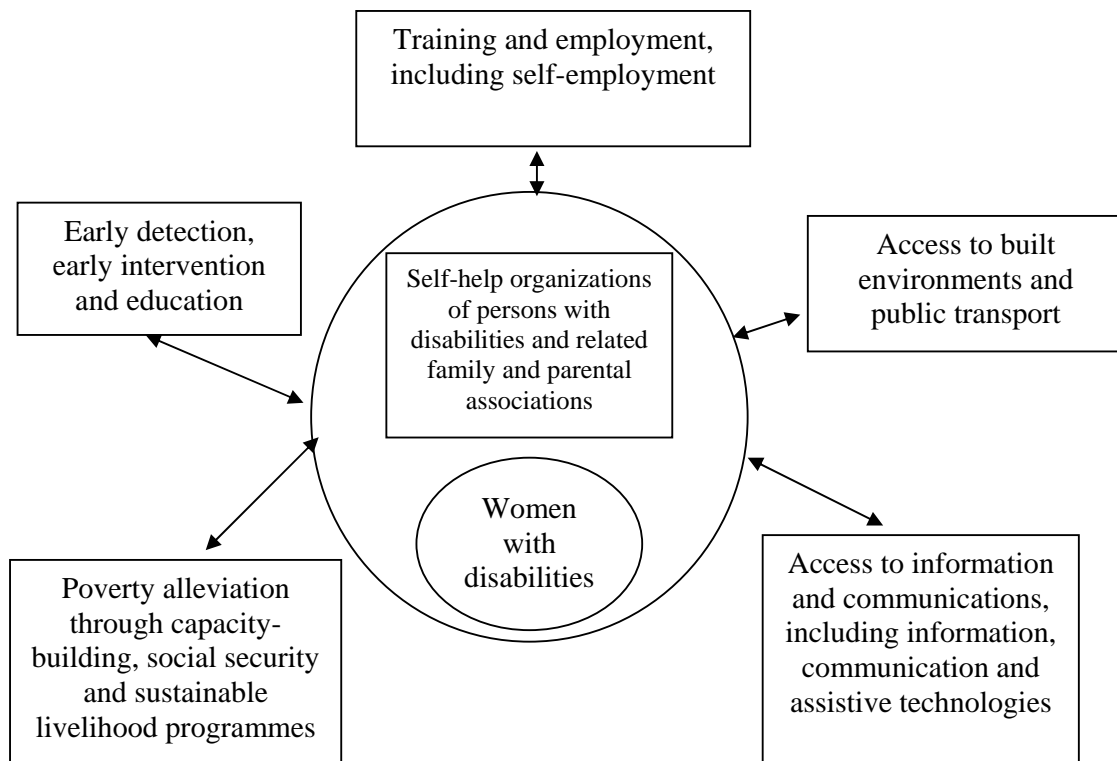 Training and employment,
including self-employment
Early detection,
early intervention
and education
Access to built
environments and
public transport
Self-help organizations
of persons with
disabilities and related
family and parental
associations
Women
with
disabilities
Poverty alleviation
through capacity-
building, social security
and sustainable
livelihood programmes
Access to information
and communications,
including information,
communication and
assistive technologies